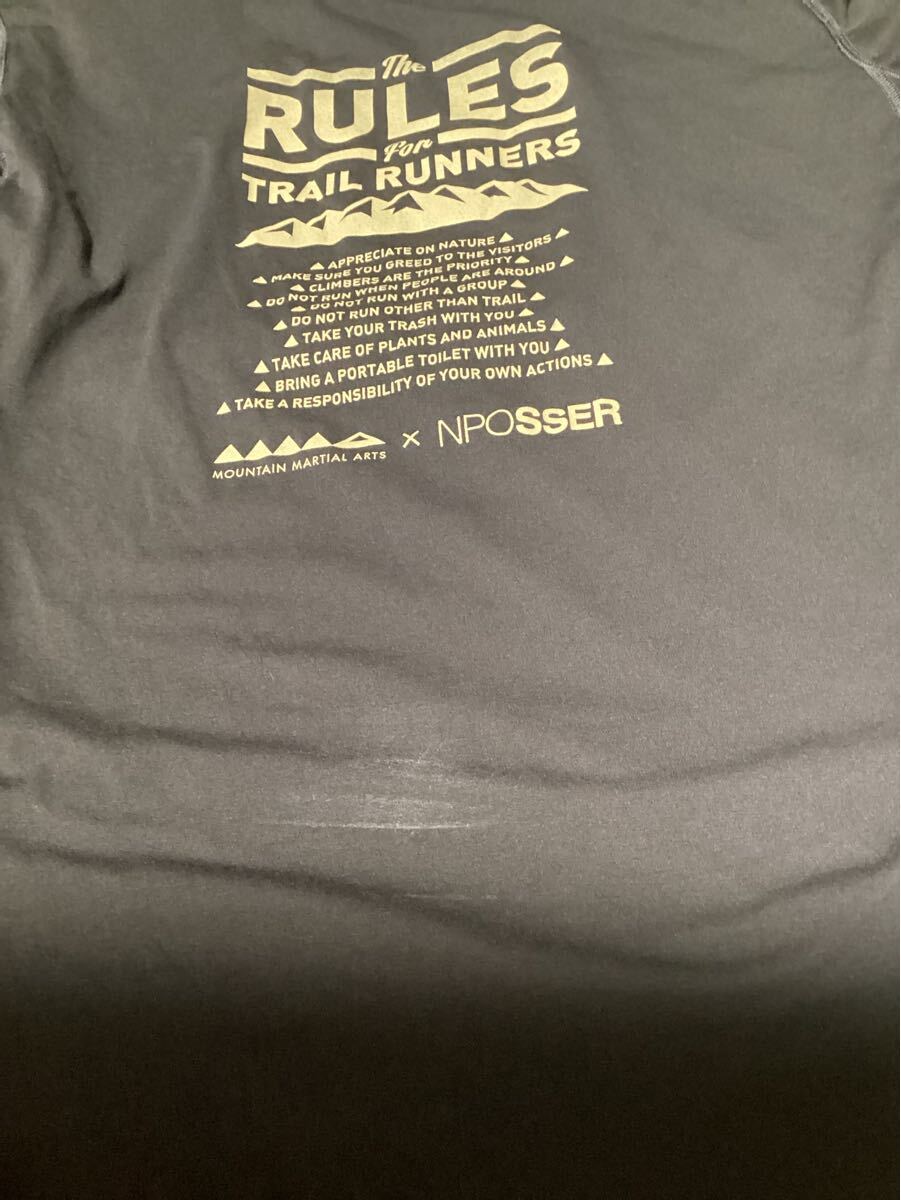 The
RULES
For
TRAIL RUNNERS
APPRECIATE ON NATURE
MAKE SURE YOU GREED TO THE VISITORS
CLIMBERS ARE THE PRIORITY
DO NOT RUN WHEN PEOPLE ARE AROUND
DO NOT RUN WITH A GROUP
DO NOT RUN OTHER THAN TRAIL
TAKE YOUR TRASH WITH YOU
TAKE CARE OF PLANTS AND ANIMALS
BRING A PORTABLE TOILET WITH YOU
TAKE A RESPONSIBILITY OF YOUR OWN ACTIONS
MOUNTAIN MARTIAL ARTS × NPOSSER